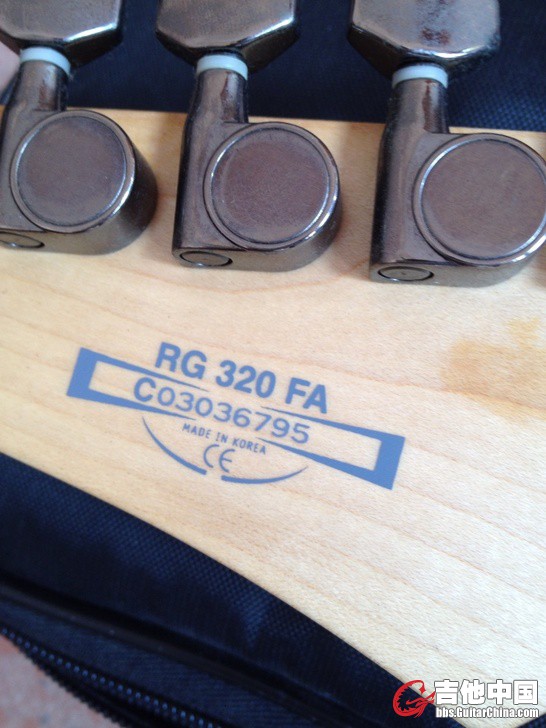 RG 320 FA
C03036795
MADE IN KOREA
CE
吉他中国
bbs.GuitarChina.com